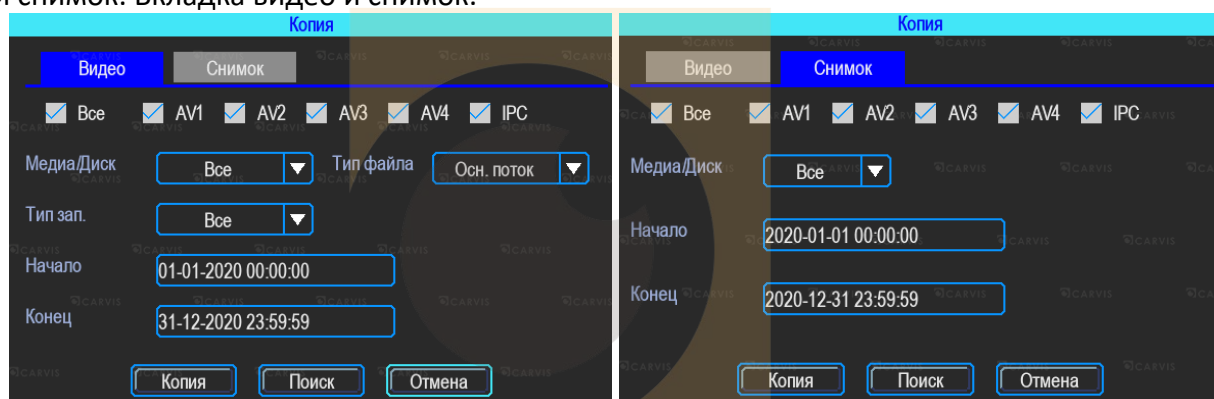 и снимок. Вкладка видео и снимок.
Копия
Видео Снимок
Все AV1 AV2 AV3 AV4 IPC
Медиа/Диск Все Тип файла Осн. поток
Тип зап. Все
Начало 01-01-2020 00:00:00
Конец 31-12-2020 23:59:59
Копия Поиск Отмена
Копия
Видео Снимок
Все AV1 AV2 AV3 AV4 IPC
Медиа/Диск Все
Начало 2020-01-01 00:00:00
Конец 2020-12-31 23:59:59
Копия Поиск Отмена
CARVIS